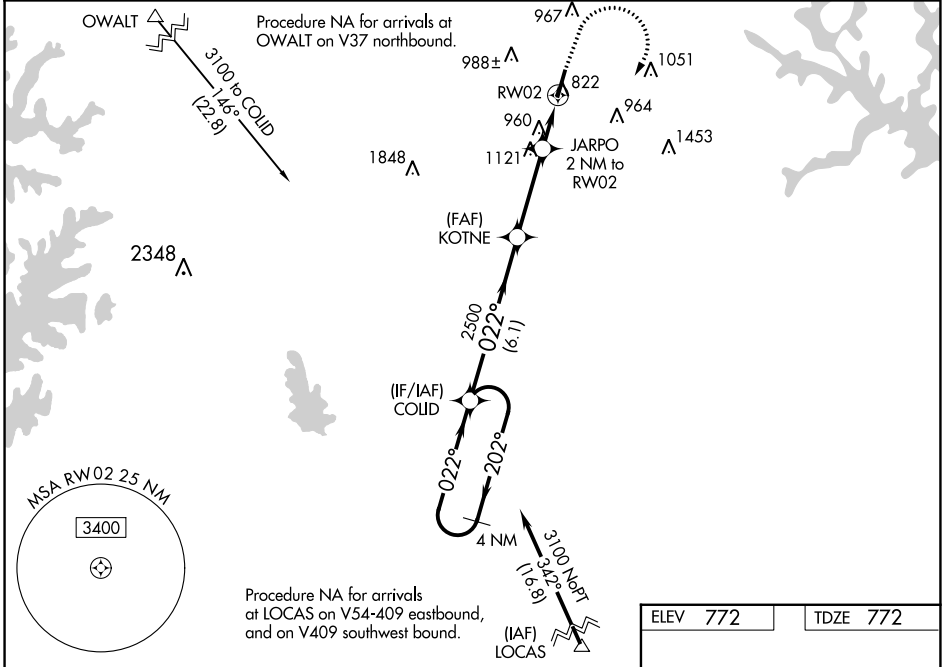 OWALT
Procedure NA for arrivals at
OWALT on V37 northbound.
3100 to COLID
146°
(22.8)
967
988±
1051
822
RW02
960
964
1121
JARPO
2 NM to
RW02
1453
1848
(FAF)
KOTNE
2348
2500
022°
(6.1)
(IF/IAF)
COLID
022°
202°
4 NM
MSA RW02 25 NM
3400
3100 NoPT
342°
(16.8)
Procedure NA for arrivals
at LOCAS on V54-409 eastbound,
and on V409 southwest bound.
(IAF)
LOCAS
ELEV 772
TDZE 772